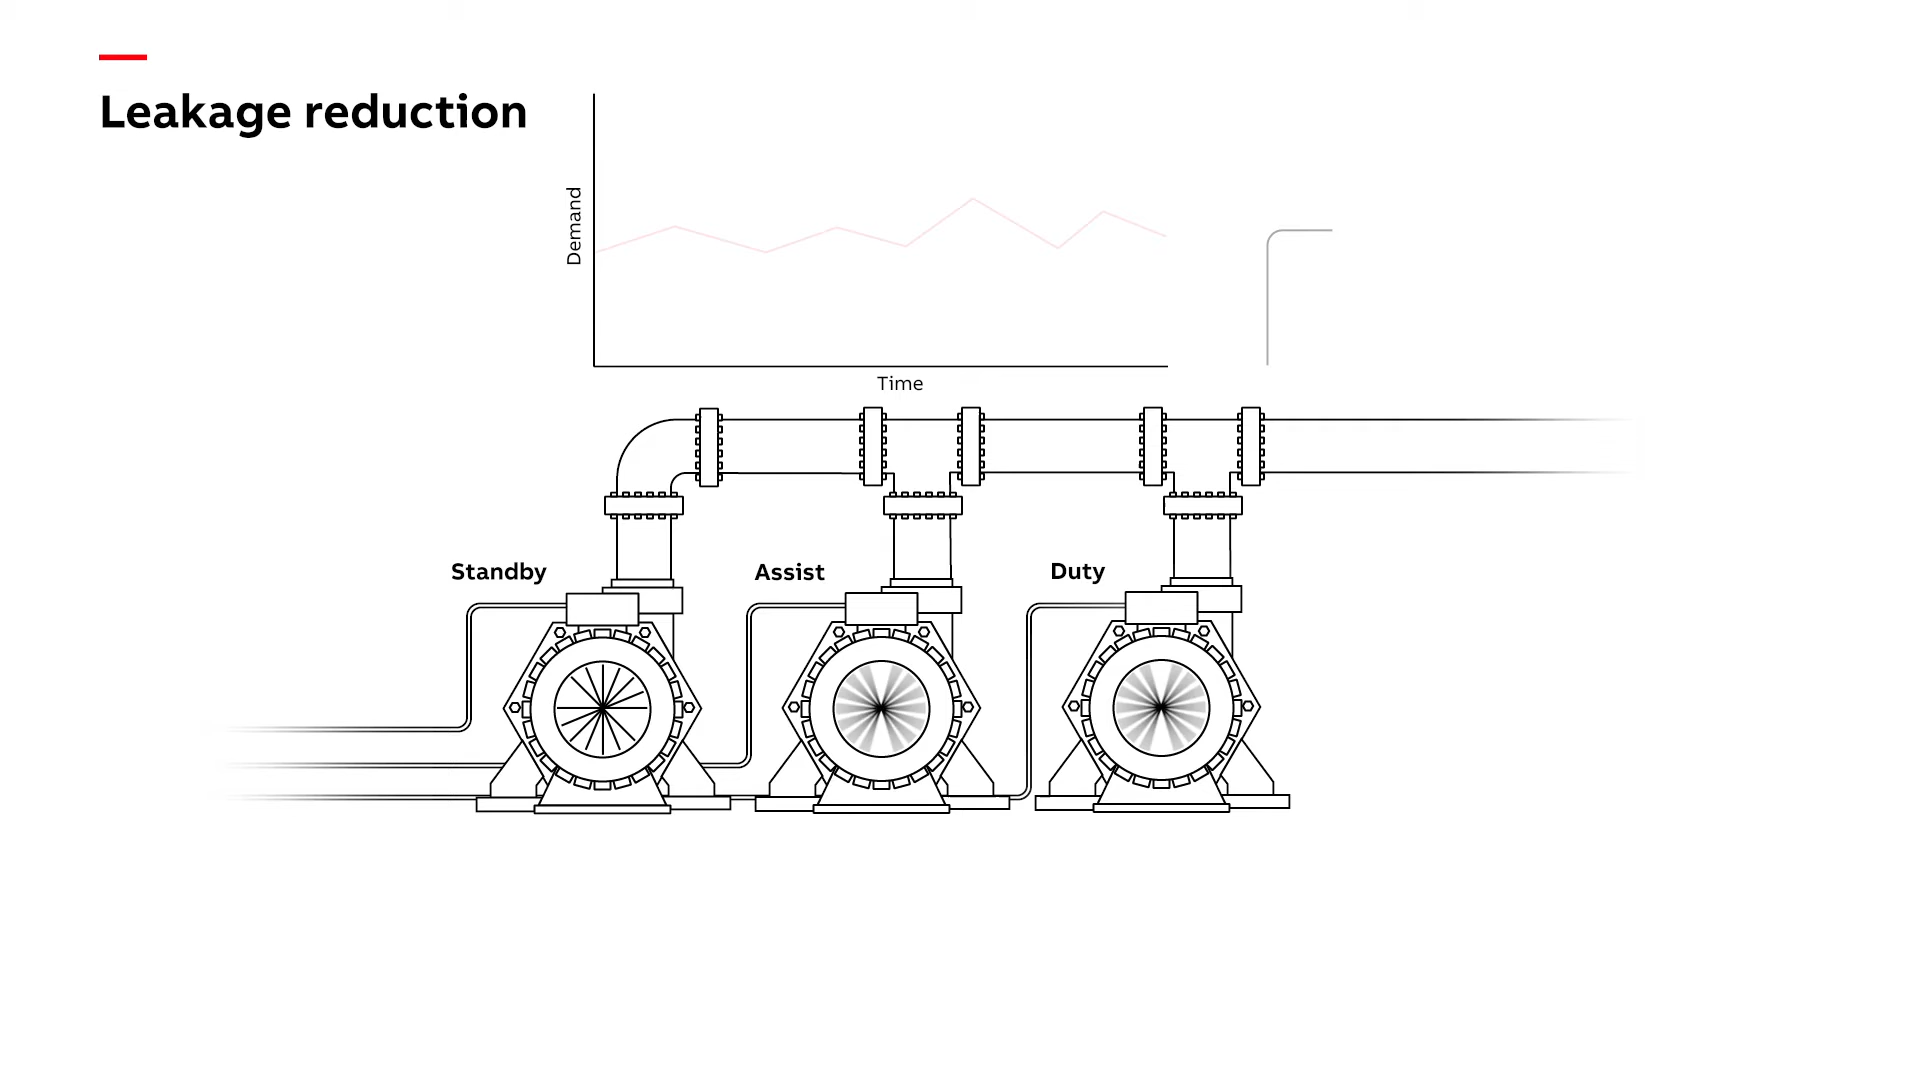 Leakage reduction
Demand
Time
Standby
Assist
Duty